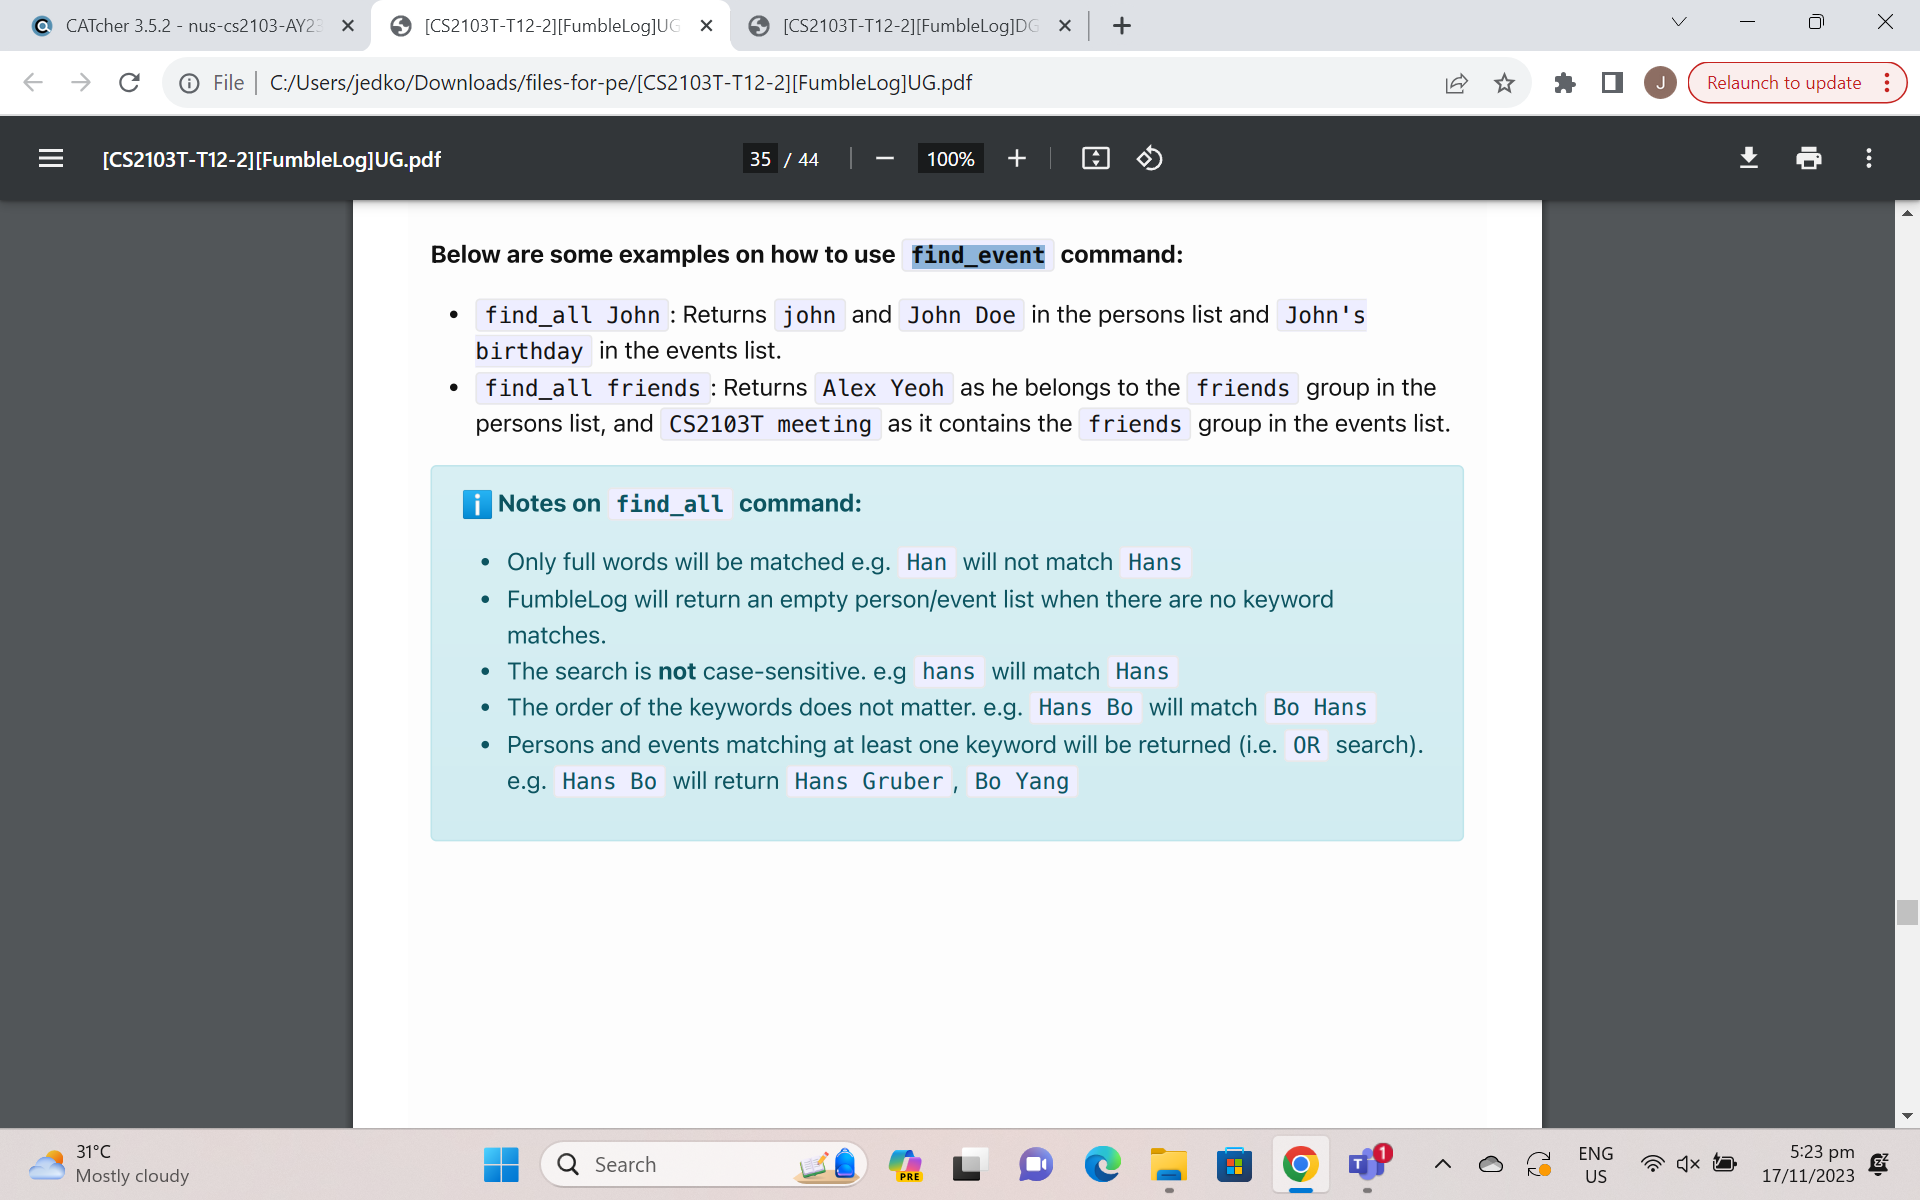 CATcher 3.5.2 - nus-cs2103-AY23
[CS2103T-T12-2][FumbleLog]UG
[CS2103T-T12-2][FumbleLog]DG
File
C:/Users/jedko/Downloads/files-for-pe/[CS2103T-T12-2][FumbleLog]UG.pdf
J
Relaunch to update
[CS2103T-T12-2][FumbleLog]UG.pdf
35 / 44
100%
Below are some examples on how to use find_event command:
• find_all John : Returns john and John Doe in the persons list and John's
birthday in the events list.
• find_all friends : Returns Alex Yeoh as he belongs to the friends group in the
persons list, and CS2103T meeting as it contains the friends group in the events list.
i Notes on find_all command:
• Only full words will be matched e.g. Han will not match Hans
• FumbleLog will return an empty person/event list when there are no keyword
matches.
• The search is not case-sensitive. e.g hans will match Hans
• The order of the keywords does not matter. e.g. Hans Bo will match Bo Hans
• Persons and events matching at least one keyword will be returned (i.e. OR search).
e.g. Hans Bo will return Hans Gruber , Bo Yang
31°C
Mostly cloudy
Search
PRE
T
1
ENG
US
5:23 pm
17/11/2023